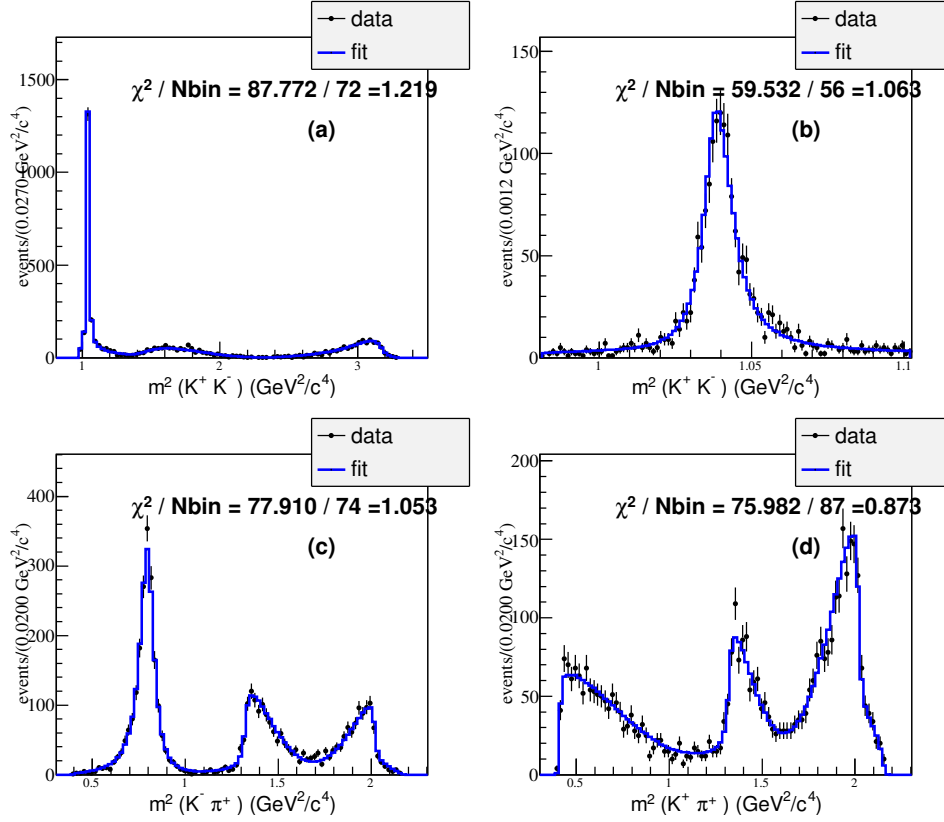 data
fit
χ² / Nbin = 87.772 / 72 =1.219
(a)
events/(0.0270 GeV²/c⁴)
1500
1000
500
0
1
2
3
m² (K⁺ K⁻ ) (GeV²/c⁴)
data
fit
χ² / Nbin = 59.532 / 56 =1.063
(b)
events/(0.0012 GeV²/c⁴)
150
100
50
0
1
1.05
1.1
m² (K⁺ K⁻ ) (GeV²/c⁴)
data
fit
χ² / Nbin = 77.910 / 74 =1.053
(c)
events/(0.0200 GeV²/c⁴)
400
300
200
100
0
0.5
1
1.5
2
m² (K⁻ π⁺) (GeV²/c⁴)
data
fit
χ² / Nbin = 75.982 / 87 =0.873
(d)
events/(0.0200 GeV²/c⁴)
200
150
100
50
0
0.5
1
1.5
2
m² (K⁺ π⁺) (GeV²/c⁴)